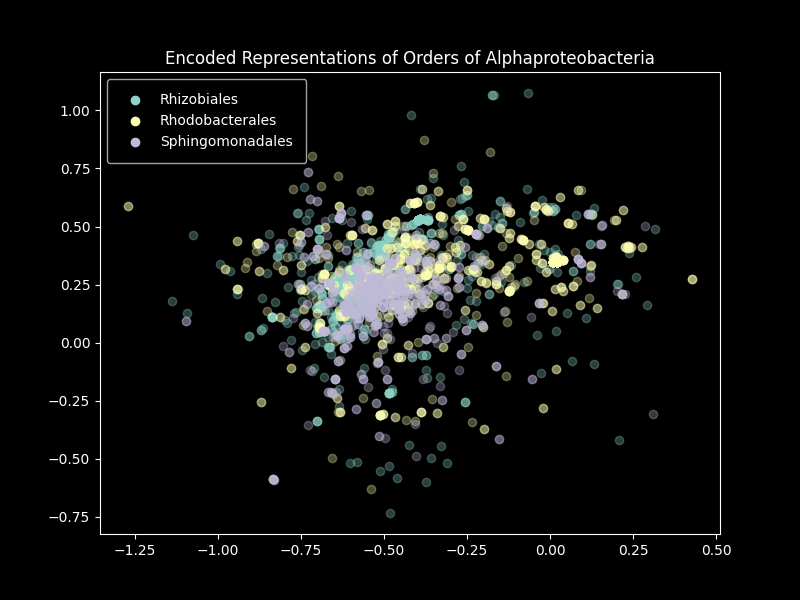 Encoded Representations of Orders of Alphaproteobacteria
Rhizobiales
Rhodobacterales
Sphingomonadales
1.00
0.75
0.50
0.25
0.00
−0.25
−0.50
−0.75
−1.25 −1.00 −0.75 −0.50 −0.25 0.00 0.25 0.50